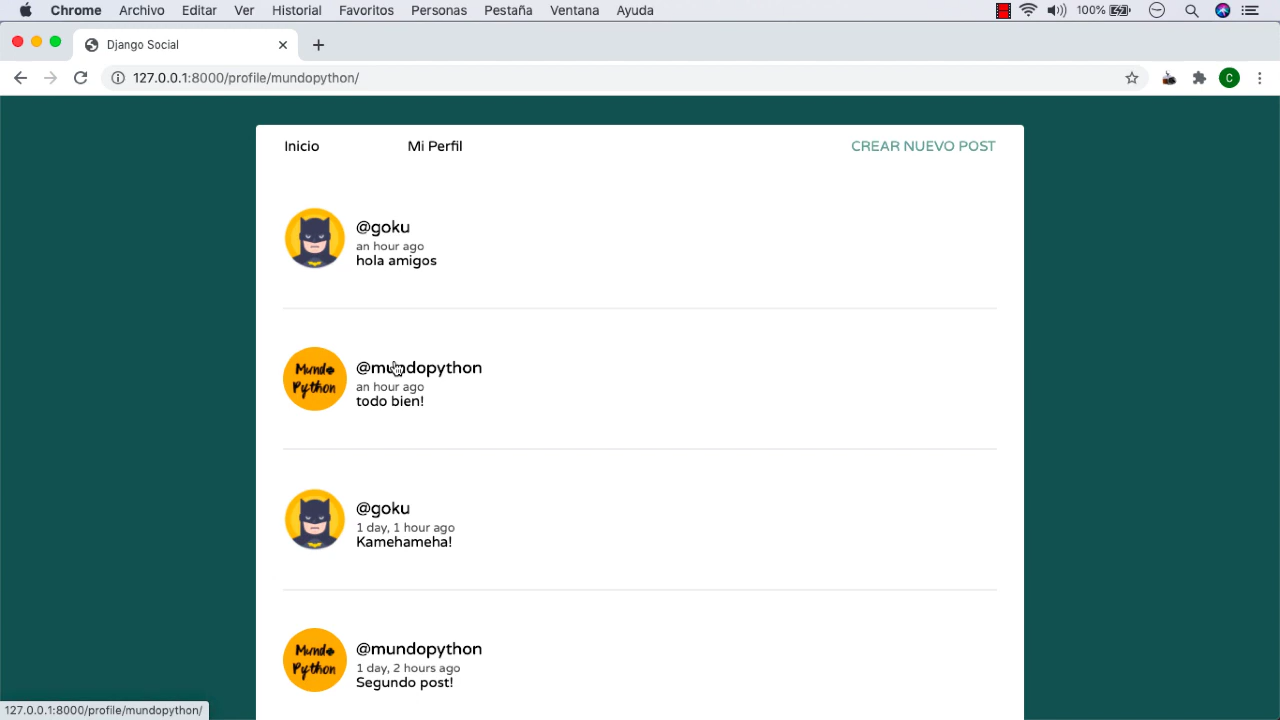 Chrome Archivo Editar Ver Historial Favoritos Personas Pestaña Ventana Ayuda 100%
Django Social
127.0.0.1:8000/profile/mundopython/
C
Inicio Mi Perfil CREAR NUEVO POST
@goku
an hour ago
hola amigos
Mundo
Python
@mundopython
an hour ago
todo bien!
@goku
1 day, 1 hour ago
Kamehameha!
Mundo
Python
@mundopython
1 day, 2 hours ago
Segundo post!
127.0.0.1:8000/profile/mundopython/